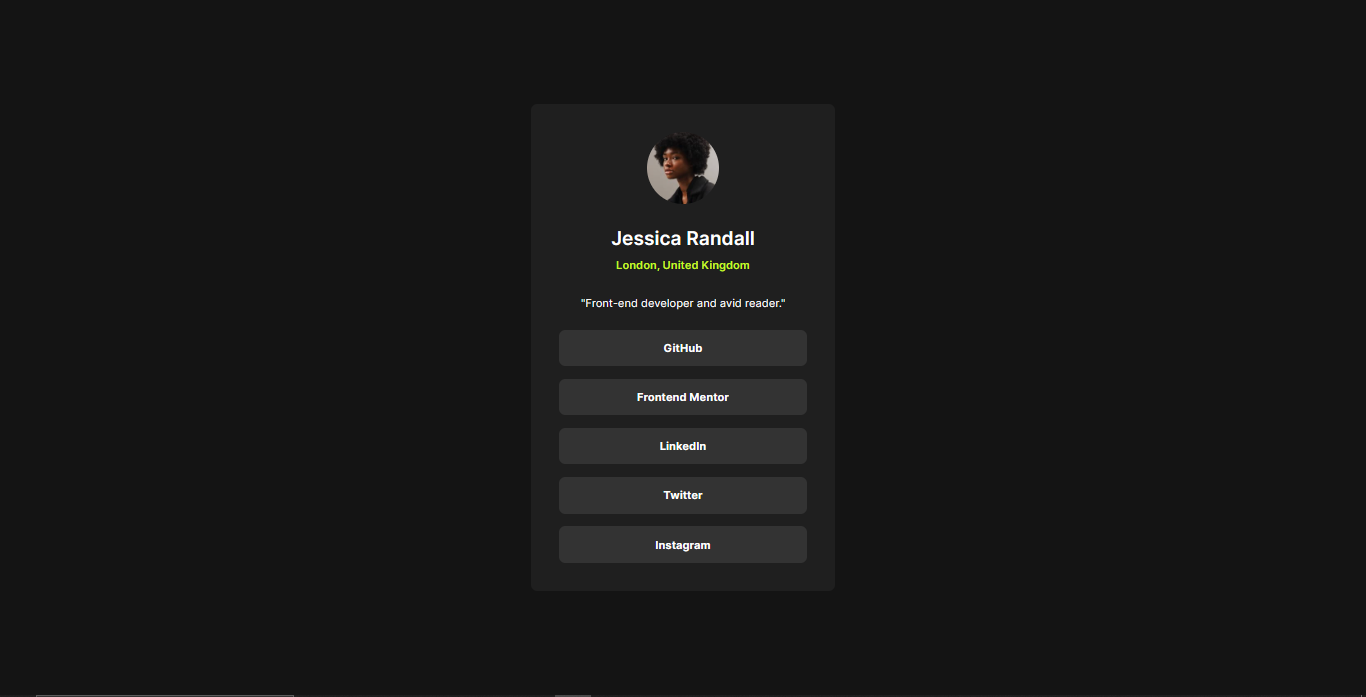 Jessica Randall
London, United Kingdom
"Front-end developer and avid reader."
GitHub
Frontend Mentor
LinkedIn
Twitter
Instagram